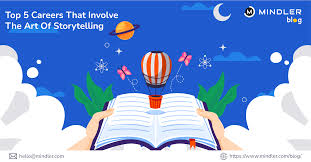 Top 5 Careers That Involve
The Art Of Storytelling
MINDLER
blog
hello@mindler.com
https://www.mindler.com/blog/